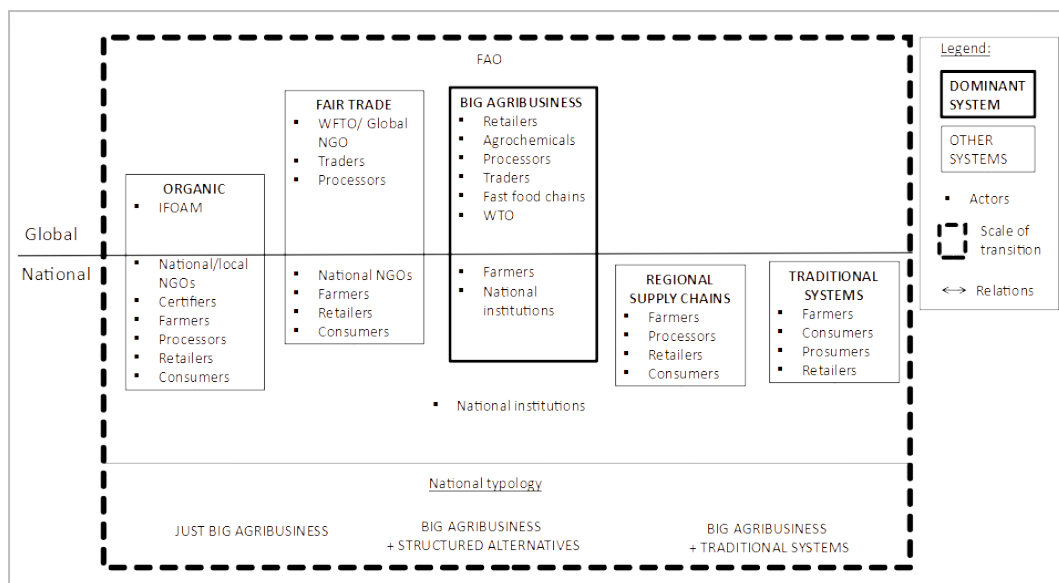 FAO
Legend:
DOMINANT
SYSTEM
OTHER
SYSTEMS
▪ Actors
Scale of
transition
Relations
FAIR TRADE
▪ WFTO/ Global
NGO
▪ Traders
▪ Processors
BIG AGRIBUSINESS
▪ Retailers
▪ Agrochemicals
▪ Processors
▪ Traders
▪ Fast food chains
▪ WTO
ORGANIC
▪ IFOAM
Global
National
▪ National/local
NGOs
▪ Certifiers
▪ Farmers
▪ Processors
▪ Retailers
▪ Consumers
▪ National NGOs
▪ Farmers
▪ Retailers
▪ Consumers
▪ Farmers
▪ National
institutions
REGIONAL
SUPPLY CHAINS
▪ Farmers
▪ Processors
▪ Retailers
▪ Consumers
TRADITIONAL
SYSTEMS
▪ Farmers
▪ Consumers
▪ Prosumers
▪ Retailers
▪ National institutions
National typology
JUST BIG AGRIBUSINESS
BIG AGRIBUSINESS
+ STRUCTURED ALTERNATIVES
BIG AGRIBUSINESS
+ TRADITIONAL SYSTEMS